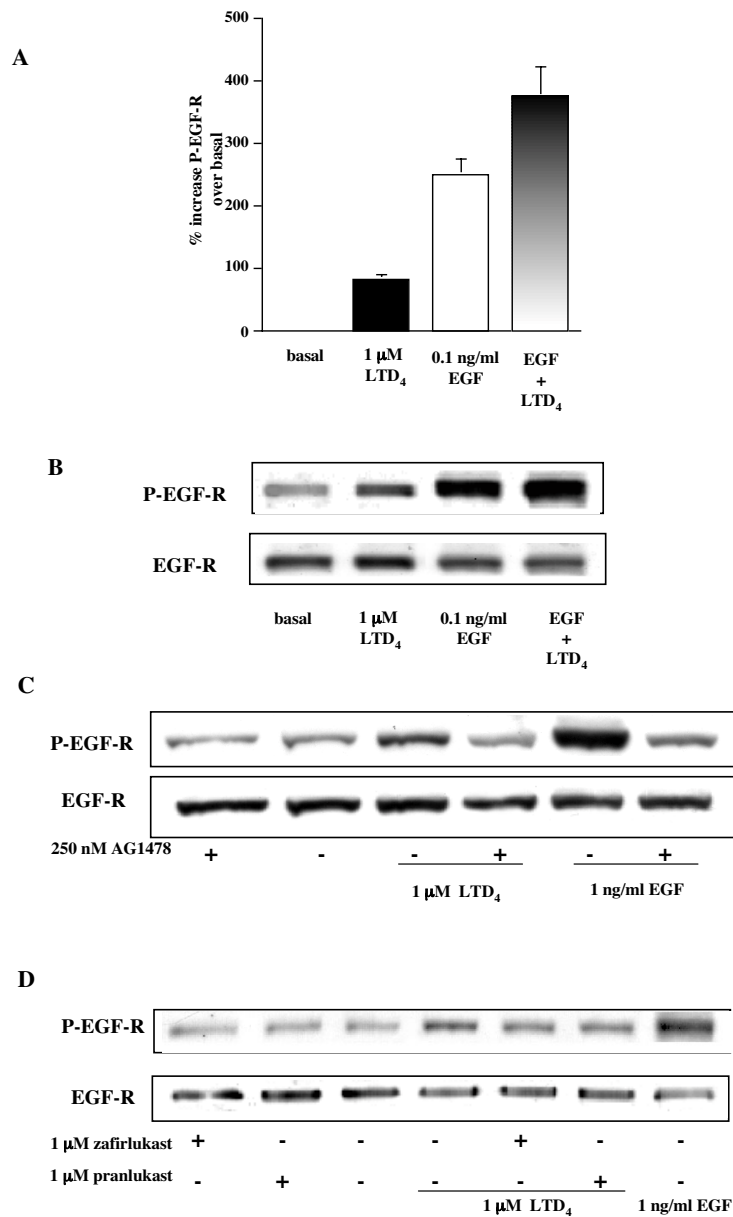 A
500
400
300
200
100
0
% increase P-EGF-R
over basal
basal
1 μM
LTD4
0.1 ng/ml
EGF
EGF
+
LTD4
B
P-EGF-R
EGF-R
basal
1 μM
LTD4
0.1 ng/ml
EGF
EGF
+
LTD4
C
P-EGF-R
EGF-R
250 nM AG1478 + - - + - +
1 μM LTD4 1 ng/ml EGF
D
P-EGF-R
EGF-R
1 μM zafirlukast + - - - + - -
1 μM pranlukast - + - - - + -
1 μM LTD4 1 ng/ml EGF